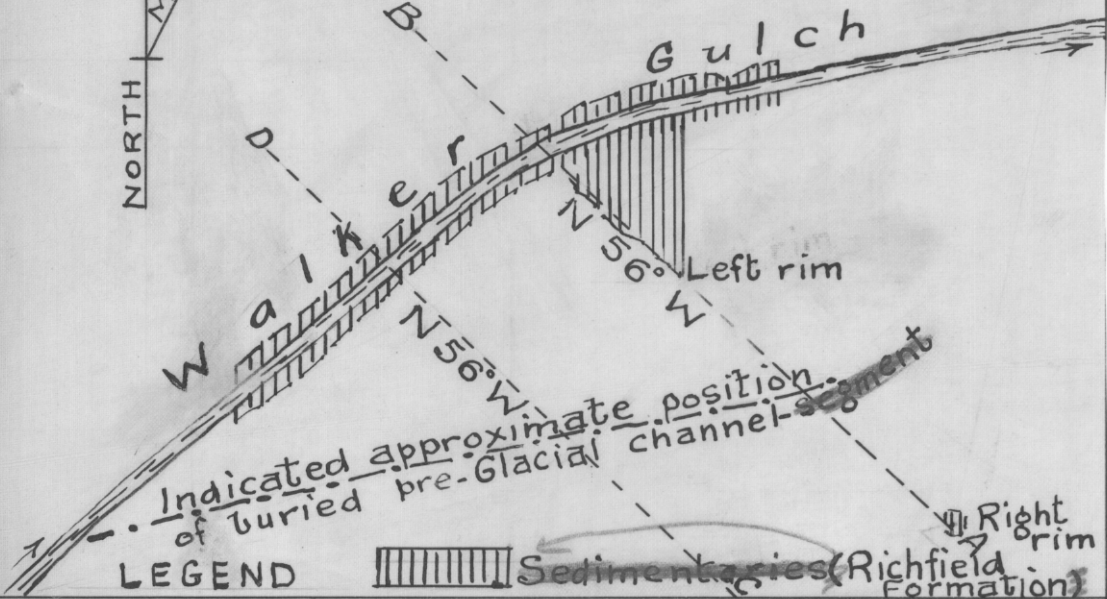 B
Gulch
NORTH
D
Walker
N 56° W
Left rim
N 56° W
Indicated approximate position
of buried pre-Glacial channel-segment
Right
rim
LEGEND
Sedimentaries (Richfield
Formation)
C